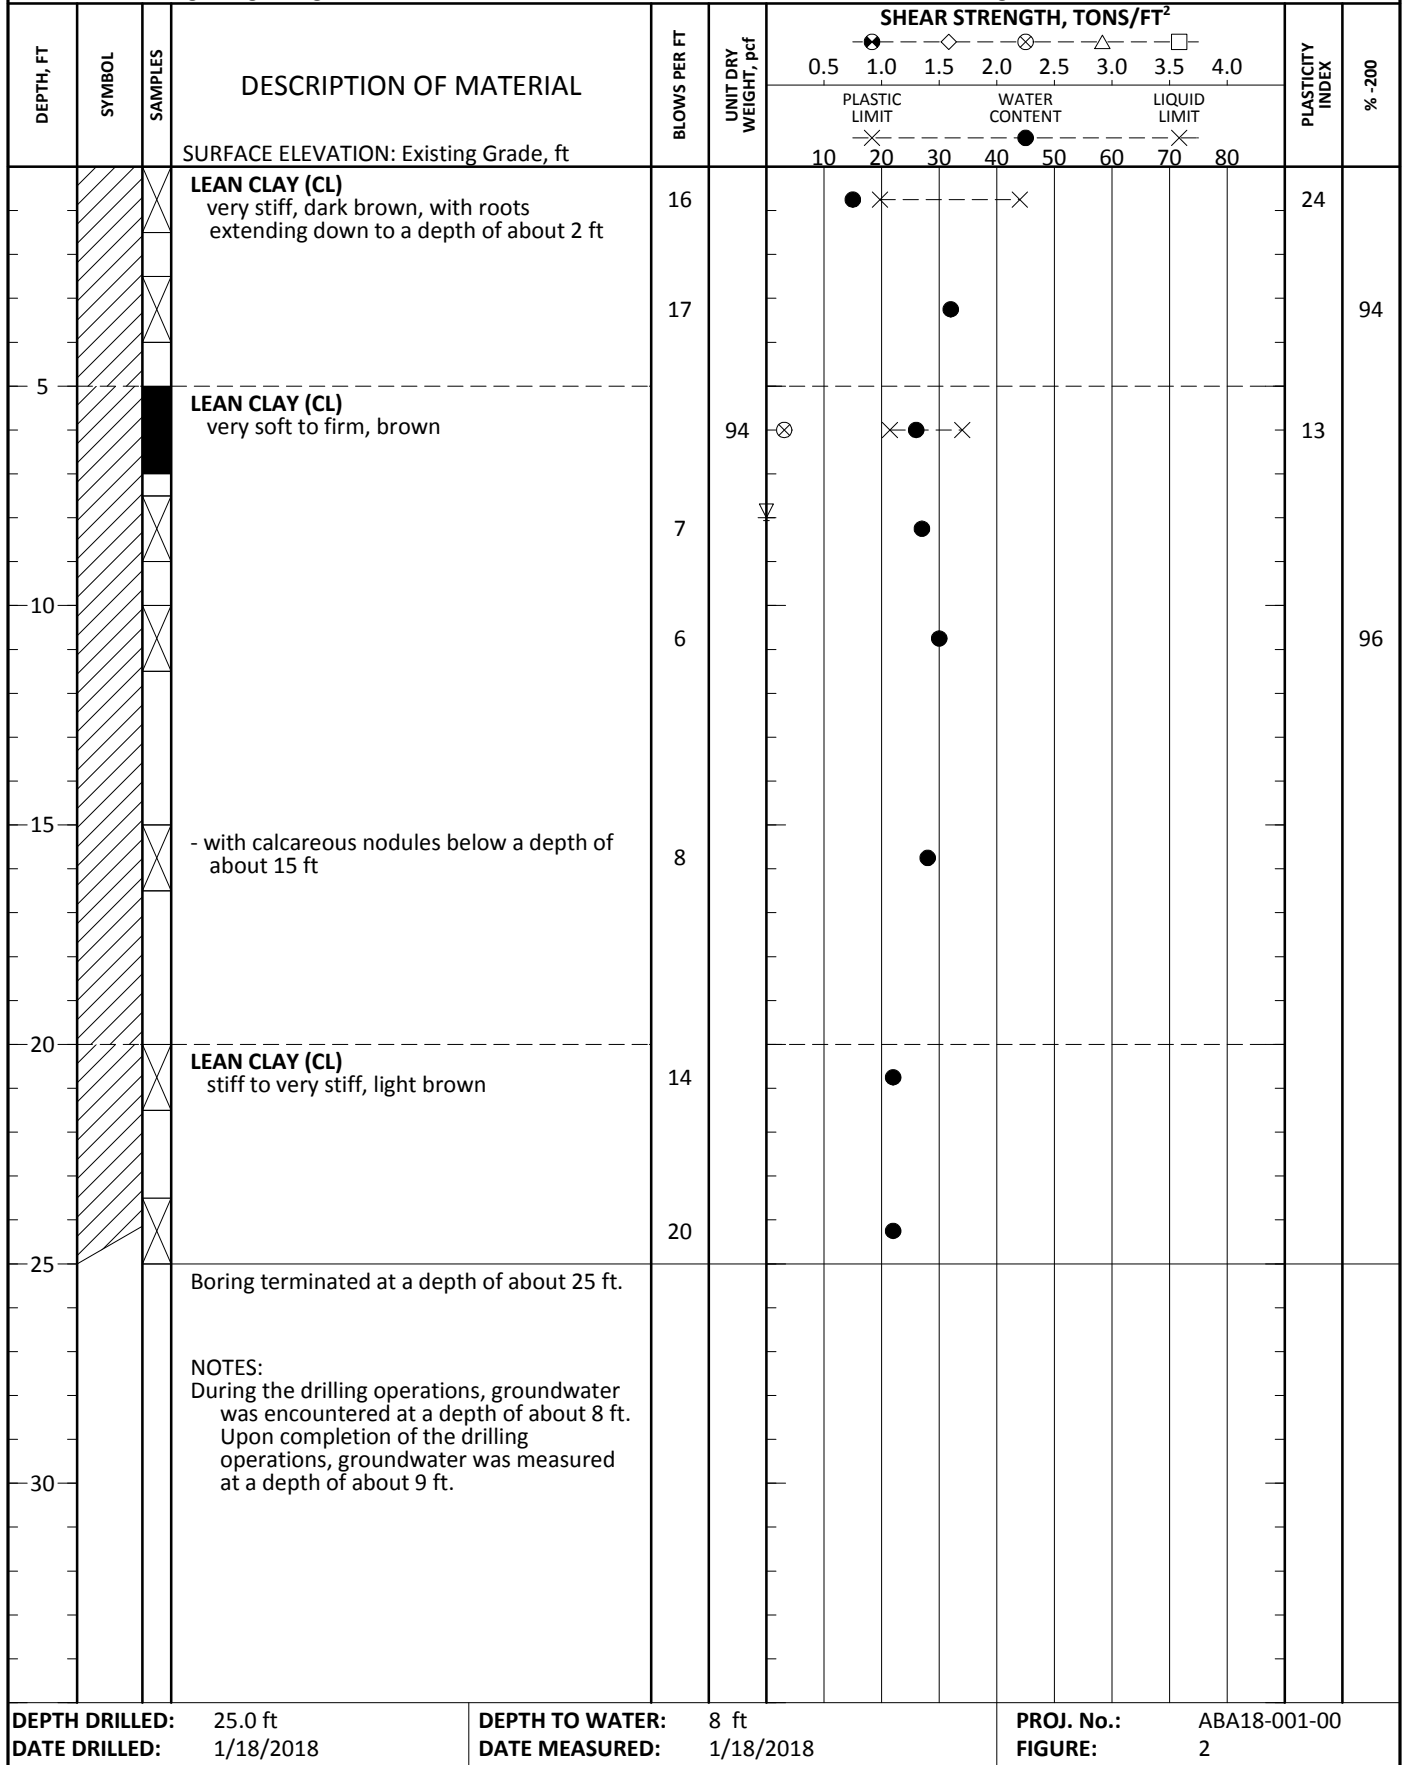 SHEAR STRENGTH, TONS/FT²
0.5 1.0 1.5 2.0 2.5 3.0 3.5 4.0
PLASTIC LIMIT WATER CONTENT LIQUID LIMIT
10 20 30 40 50 60 70 80
DEPTH, FT
SYMBOL
SAMPLES
DESCRIPTION OF MATERIAL
SURFACE ELEVATION: Existing Grade, ft
BLOWS PER FT
UNIT DRY WEIGHT, pcf
PLASTICITY INDEX
% -200
LEAN CLAY (CL)
very stiff, dark brown, with roots
extending down to a depth of about 2 ft
16 24
17 94
5
LEAN CLAY (CL)
very soft to firm, brown
94 13
7
10
6 96
15
- with calcareous nodules below a depth of
about 15 ft
8
20
LEAN CLAY (CL)
stiff to very stiff, light brown
14
20
25
Boring terminated at a depth of about 25 ft.
NOTES:
During the drilling operations, groundwater
was encountered at a depth of about 8 ft.
Upon completion of the drilling
operations, groundwater was measured
at a depth of about 9 ft.
30
DEPTH DRILLED: 25.0 ft DEPTH TO WATER: 8 ft PROJ. No.: ABA18-001-00
DATE DRILLED: 1/18/2018 DATE MEASURED: 1/18/2018 FIGURE: 2